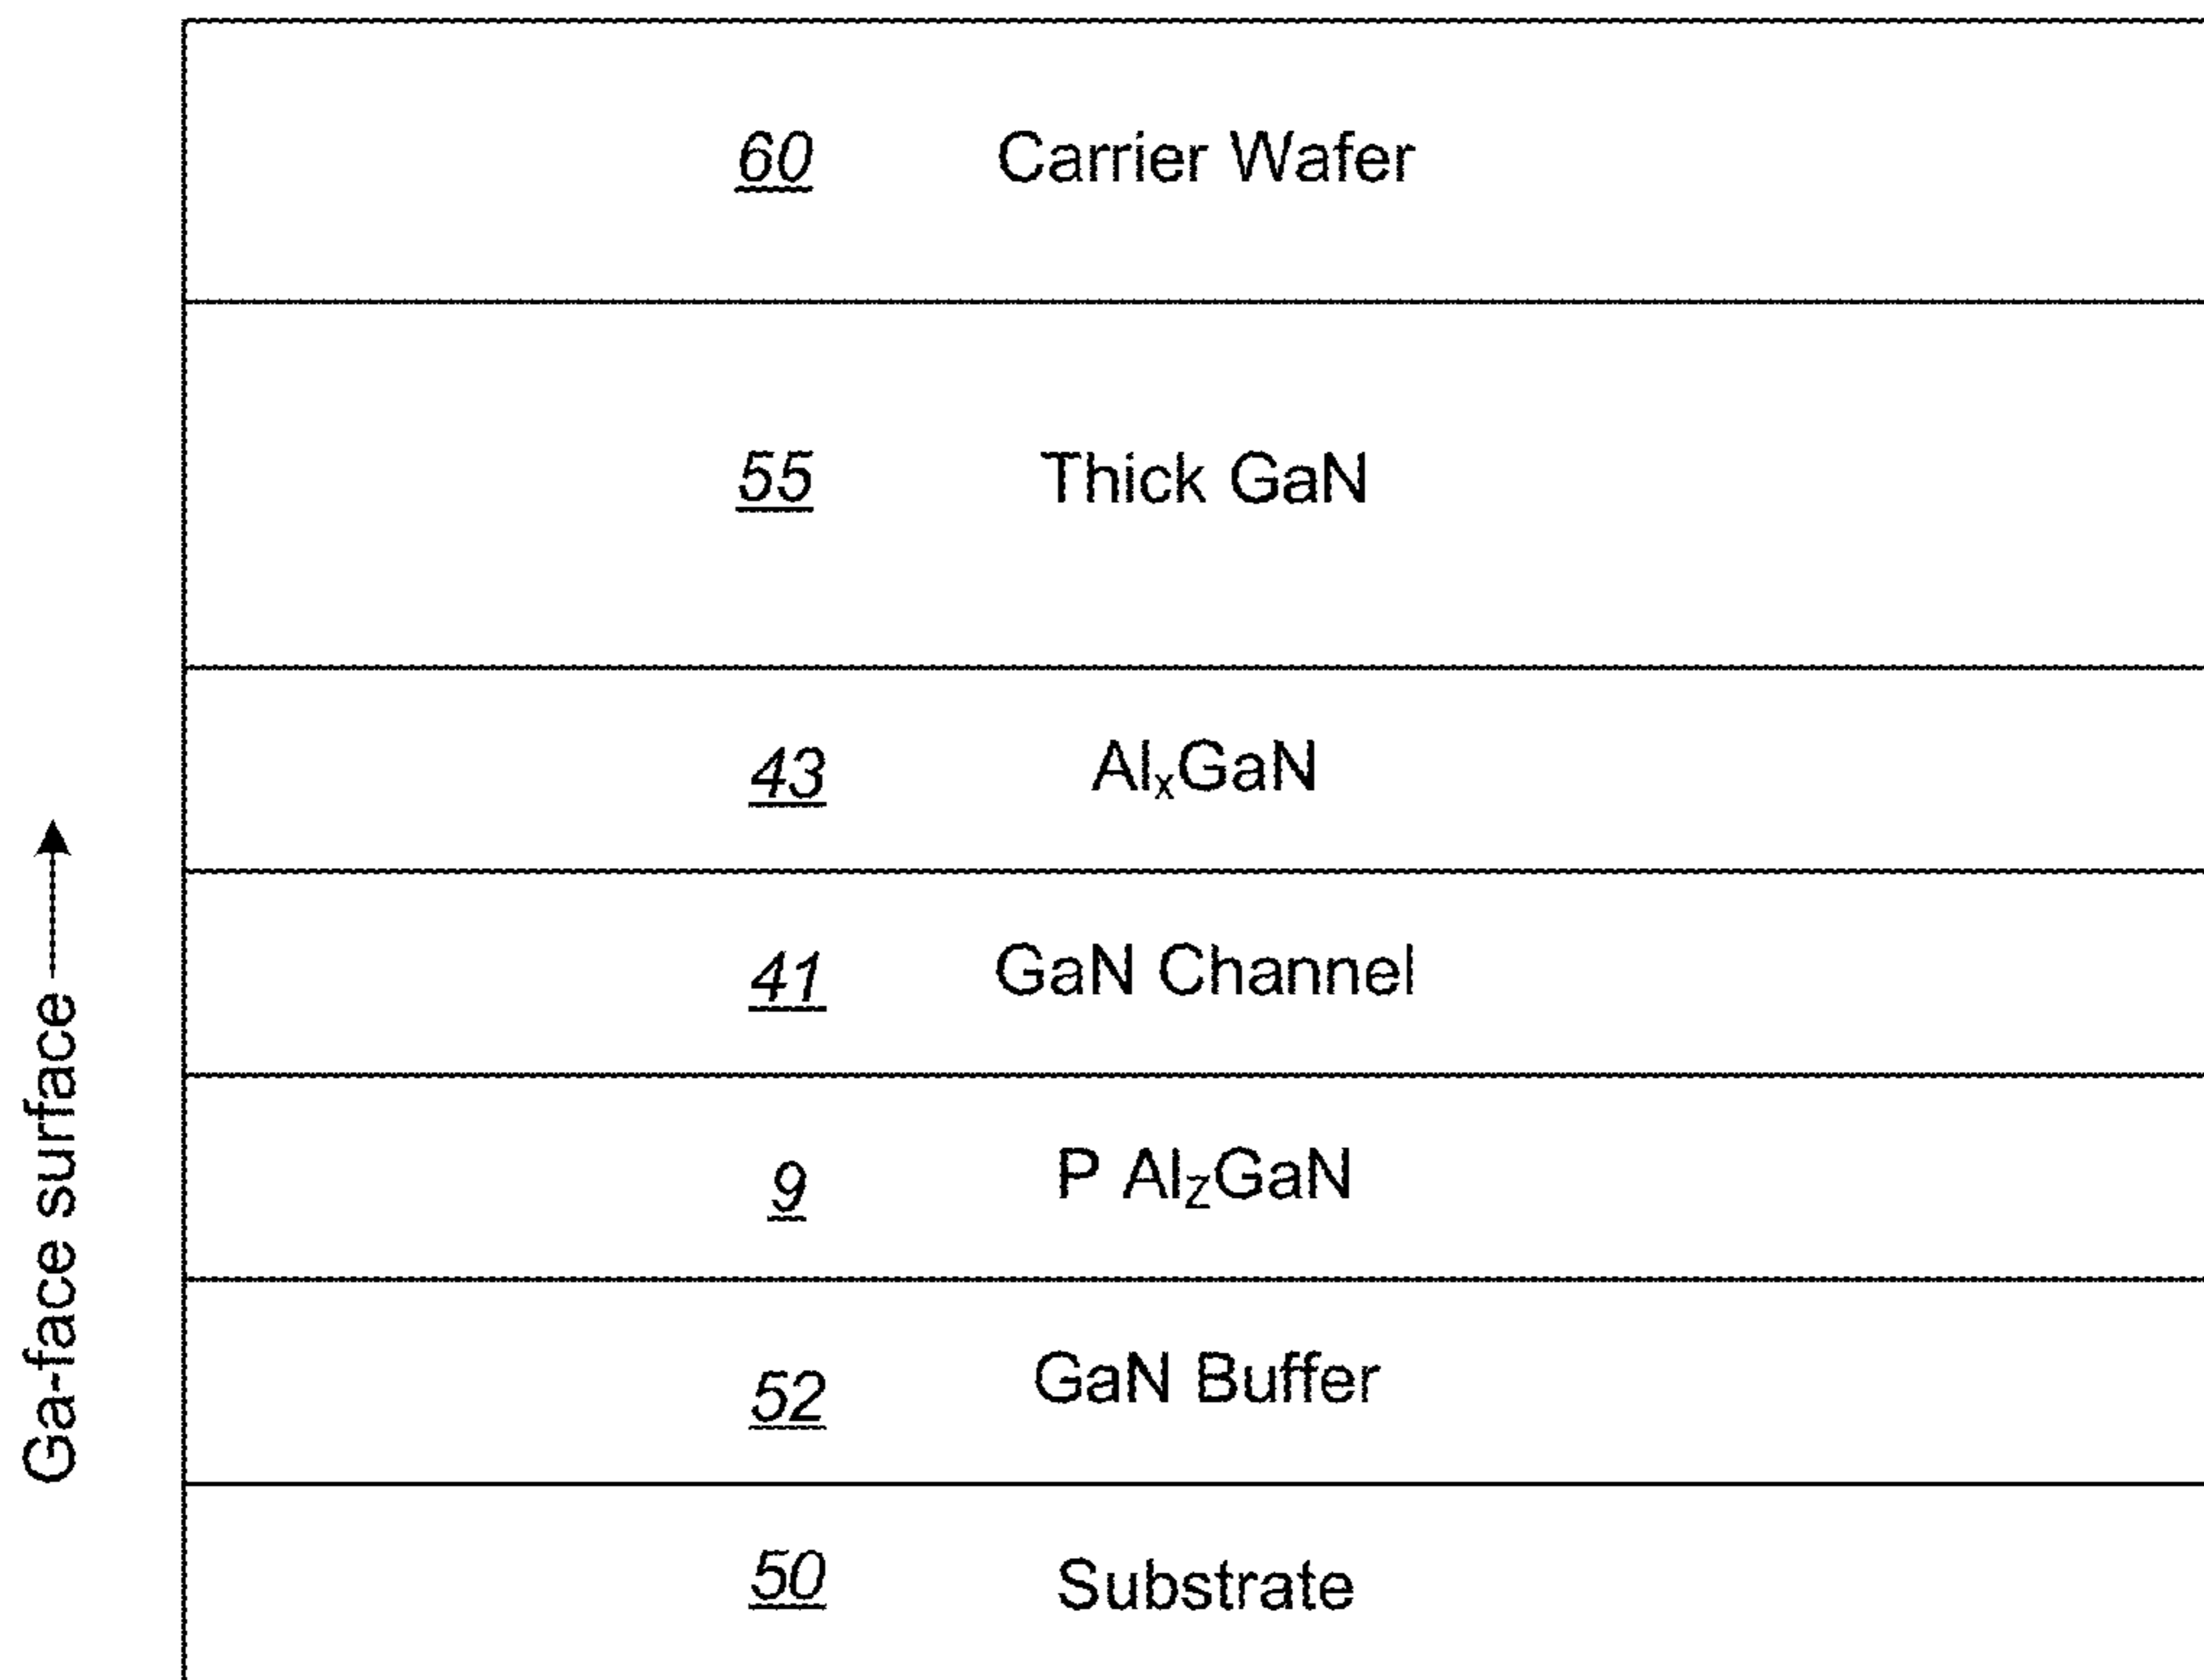 60 Carrier Wafer
55 Thick GaN
43 AlₓGaN
41 GaN Channel
9 P Al_ZGaN
52 GaN Buffer
50 Substrate
Ga-face surface